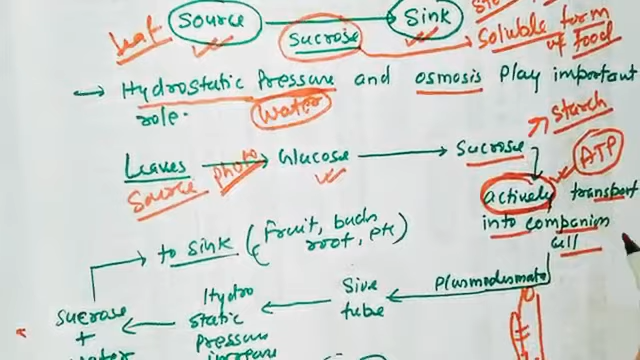 Leaf Source → Sink
Sucrose → Soluble form of food
→ Hydrostatic Pressure and osmosis Play important
role. water
starch
Leaves → Glucose → Sucrose
Source photo ATP
actively transport
into companion
cell
to Sink (Fruit, buds
root, etc)
Plasmodesmata
Sive
tube
Hydro
static
Pressure
increase
Sucrose
+
water